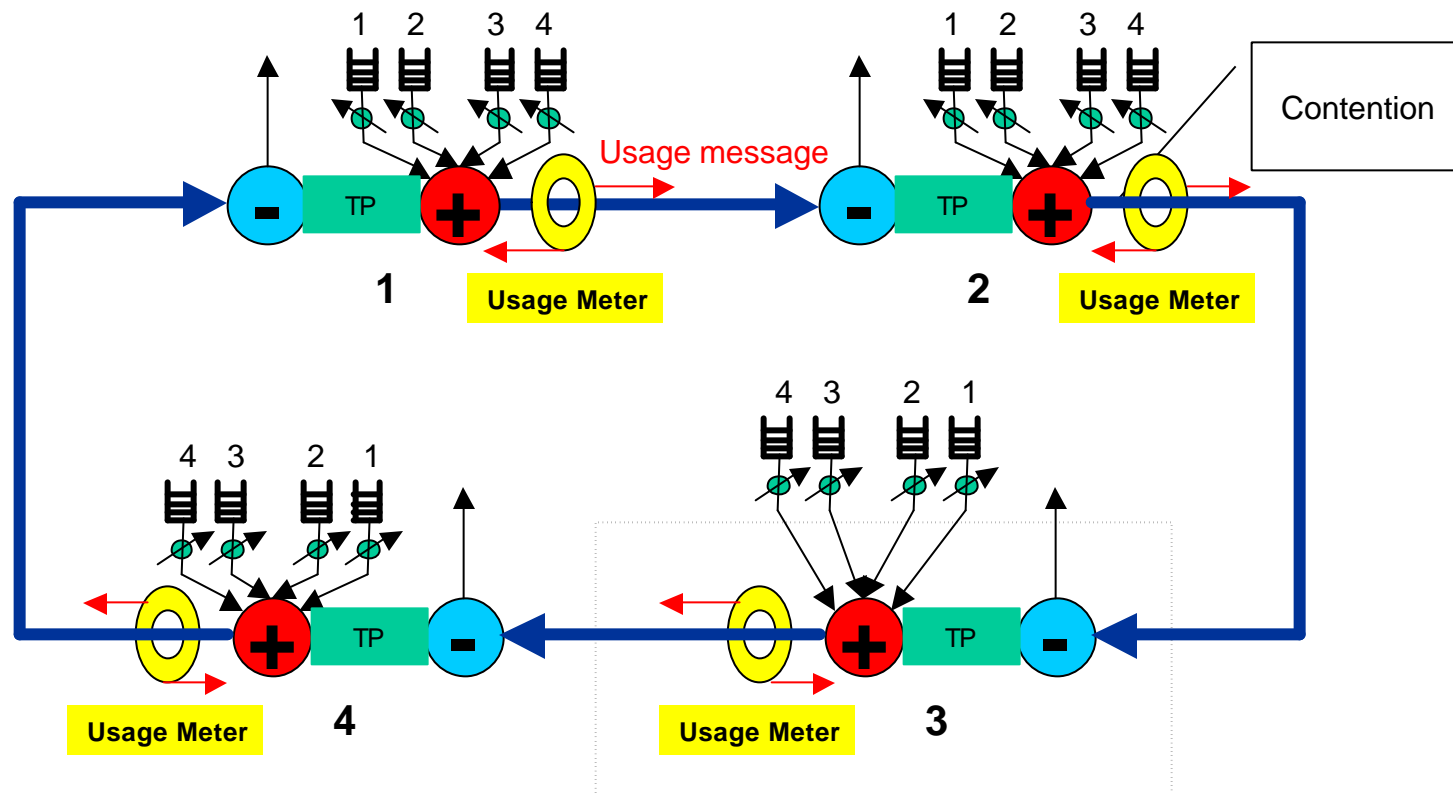 1 2 3 4
1 2 3 4
Contention
Usage message
- TP +
- TP +
1
Usage Meter
2
Usage Meter
4 3 2 1
4 3 2 1
+ TP -
+ TP -
Usage Meter
4
Usage Meter
3